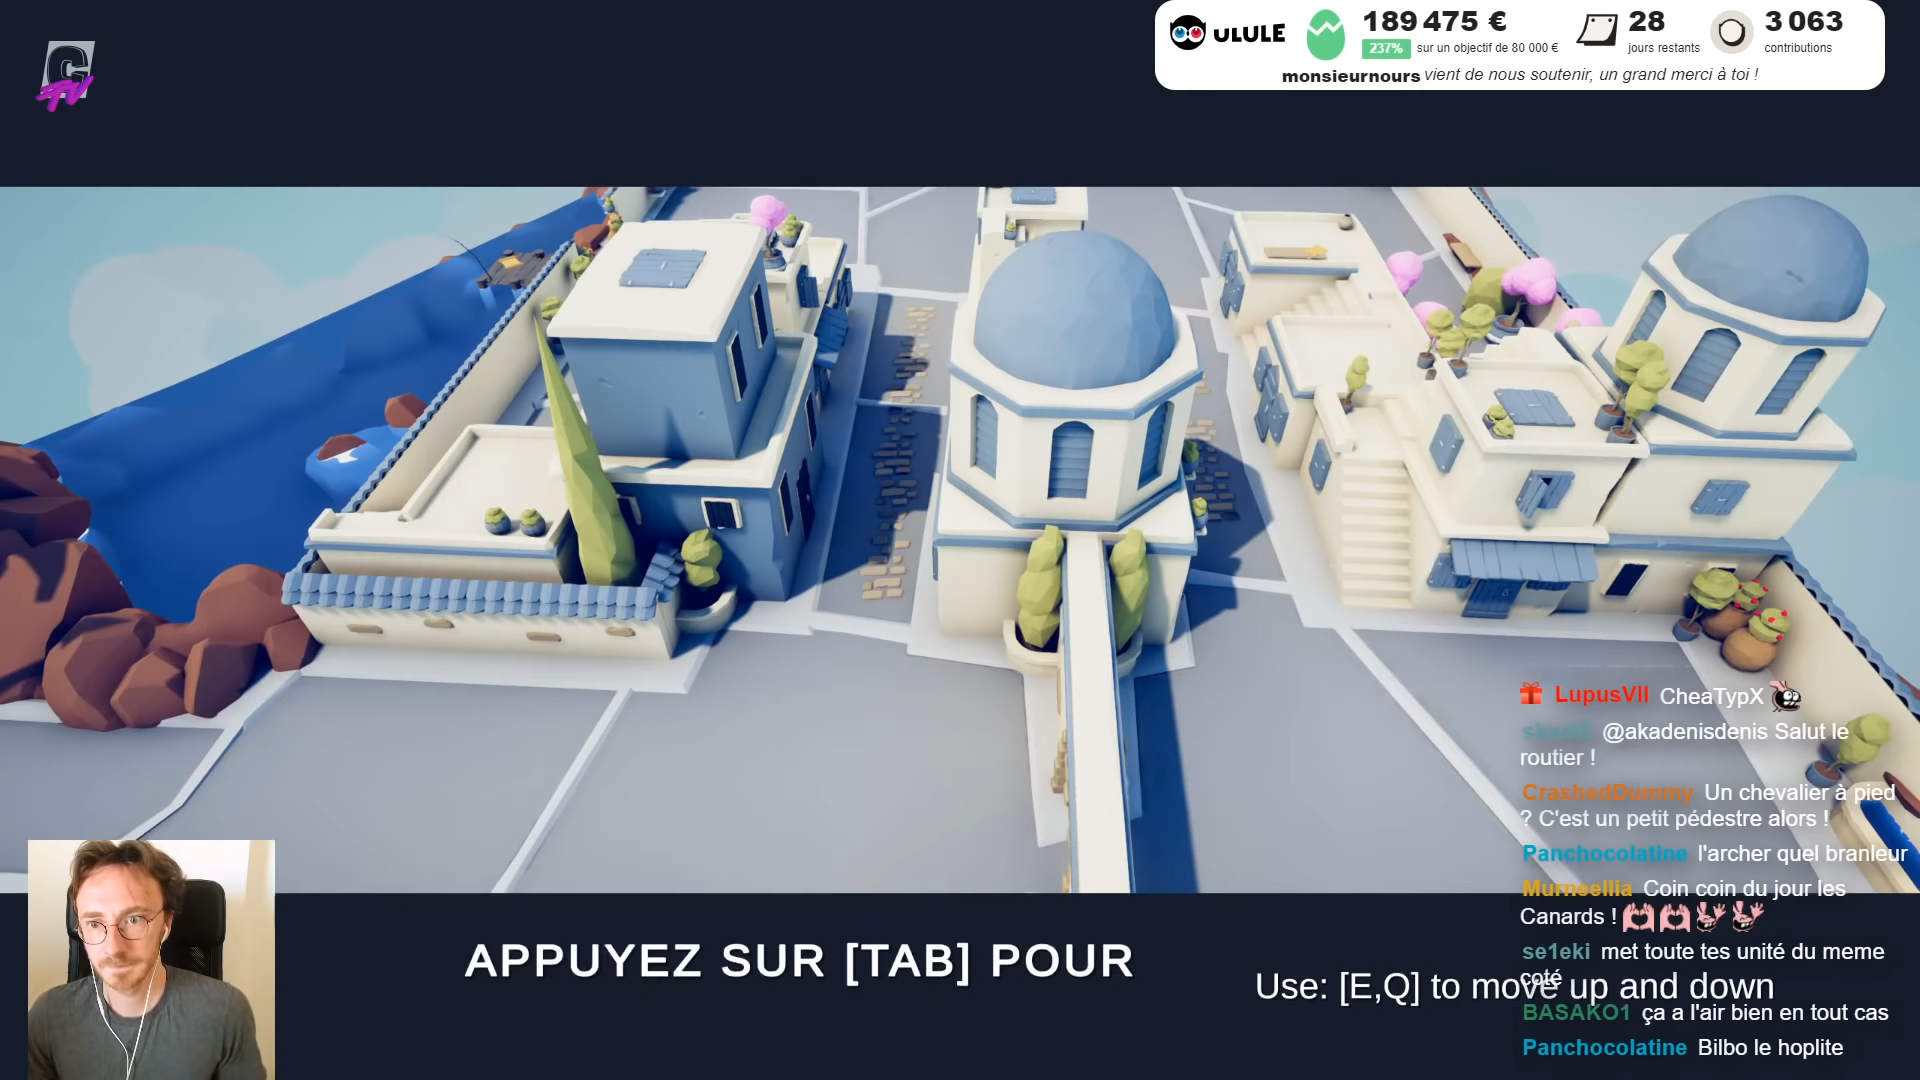 C
TV
ULULE
189 475 €
237% sur un objectif de 80 000 €
28
jours restants
3 063
contributions
monsieurnours vient de nous soutenir, un grand merci à toi !
LupusVII CheaTypX
@akadenisdenis Salut le
routier !
CrashedDummy Un chevalier à pied
? C'est un petit pédestre alors !
Panchocolatine l'archer quel branleur
Murneellia Coin coin du jour les
Canards !
se1eki met toute tes unité du meme
coté
BASAKO1 ça a l'air bien en tout cas
Panchocolatine Bilbo le hoplite
APPUYEZ SUR [TAB] POUR
Use: [E,Q] to move up and down